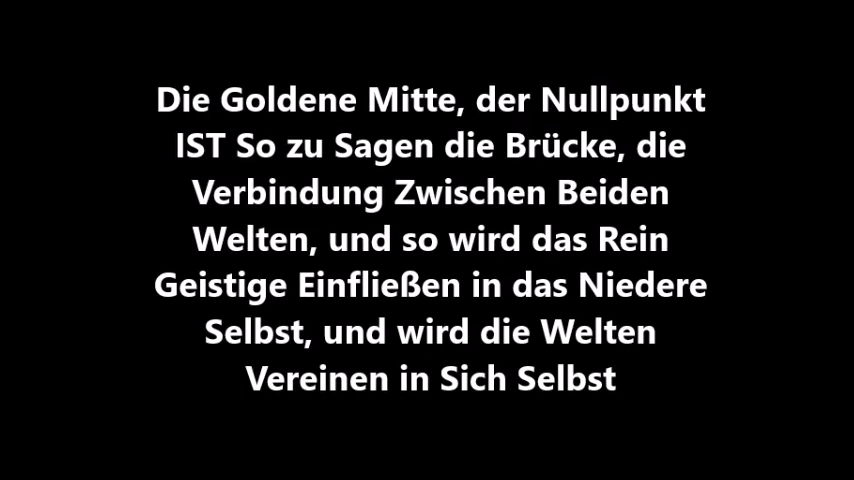 Die Goldene Mitte, der Nullpunkt
IST So zu Sagen die Brücke, die
Verbindung Zwischen Beiden
Welten, und so wird das Rein
Geistige Einfließen in das Niedere
Selbst, und wird die Welten
Vereinen in Sich Selbst